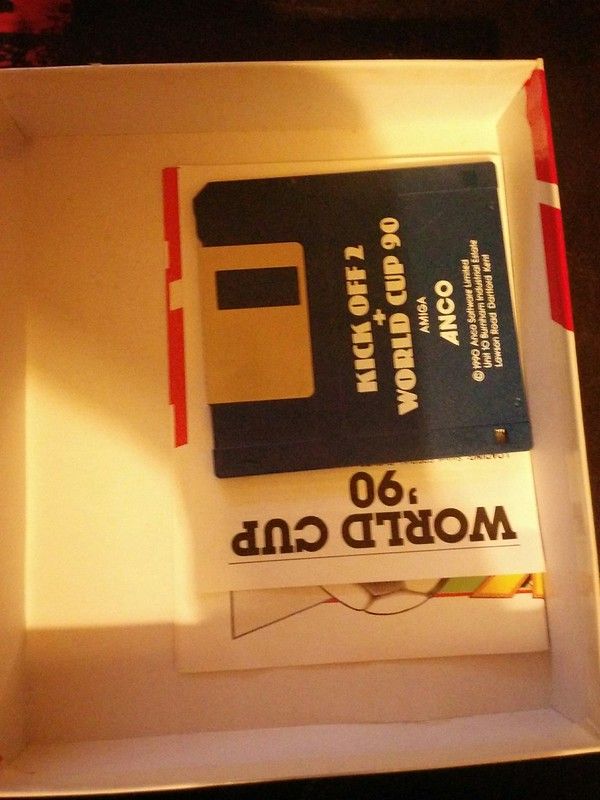 KICK OFF 2
+
WORLD CUP 90
AMIGA
ANCO
© 1990 Anco Software Limited
Unit 10 Burnham Industrial Estate
Lawson Road Dartford Kent
WORLD CUP
'90